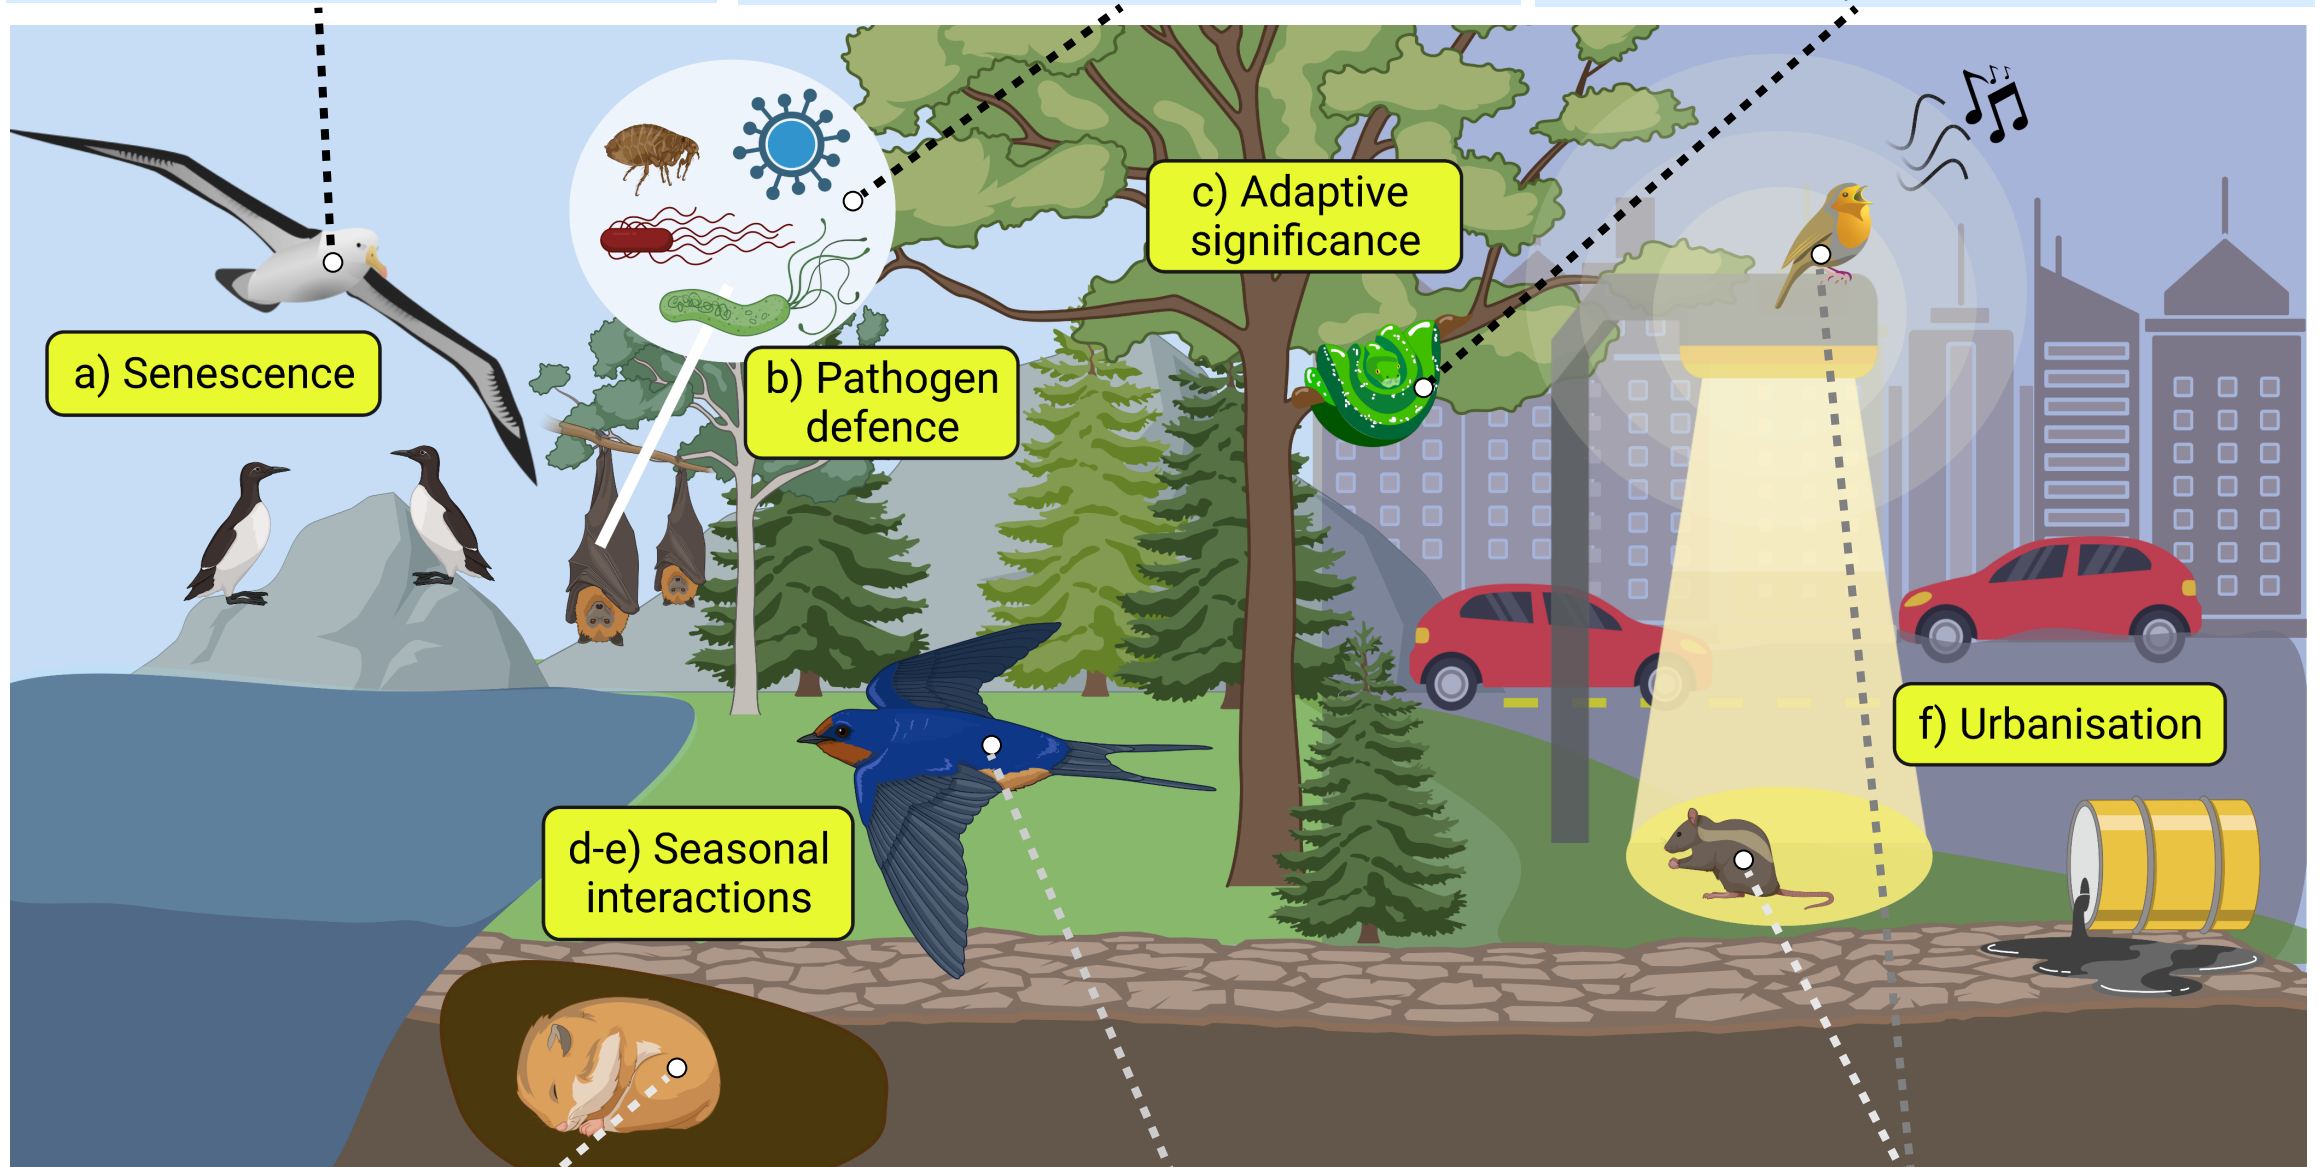 c) Adaptive
significance
a) Senescence
b) Pathogen
defence
f) Urbanisation
d-e) Seasonal
interactions